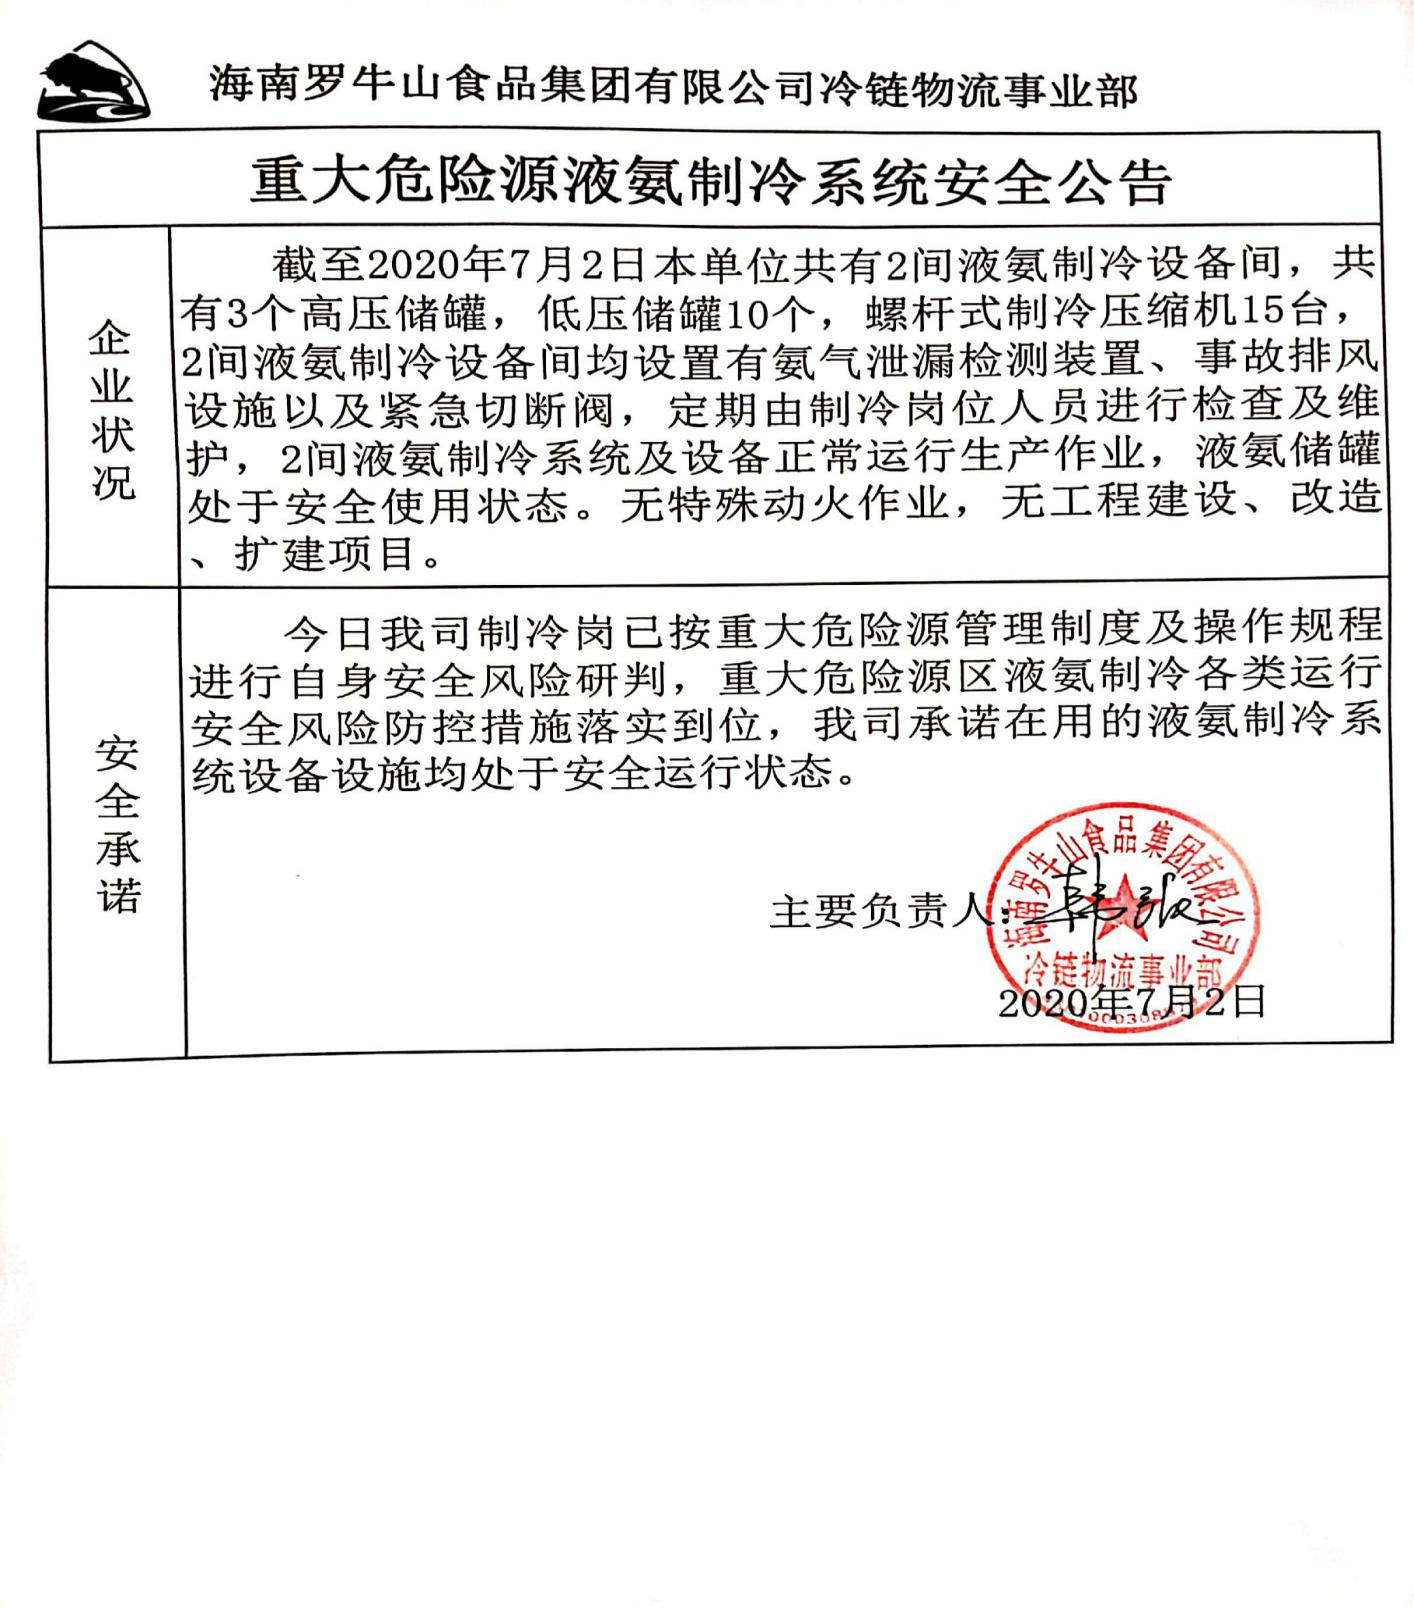 海南罗牛山食品集团有限公司冷链物流事业部
重大危险源液氨制冷系统安全公告
企业状况
截至2020年7月2日本单位共有2间液氨制冷设备间，共
有3个高压储罐，低压储罐10个，螺杆式制冷压缩机15台，
2间液氨制冷设备间均设置有氨气泄漏检测装置、事故排风
设施以及紧急切断阀，定期由制冷岗位人员进行检查及维
护，2间液氨制冷系统及设备正常运行生产作业，液氨储罐
处于安全使用状态。无特殊动火作业，无工程建设、改造
、扩建项目。
安全承诺
今日我司制冷岗已按重大危险源管理制度及操作规程
进行自身安全风险研判，重大危险源区液氨制冷各类运行
安全风险防控措施落实到位，我司承诺在用的液氨制冷系
统设备设施均处于安全运行状态。
主要负责人：
海南罗牛山食品集团有限公司
冷链物流事业部
2020年7月2日